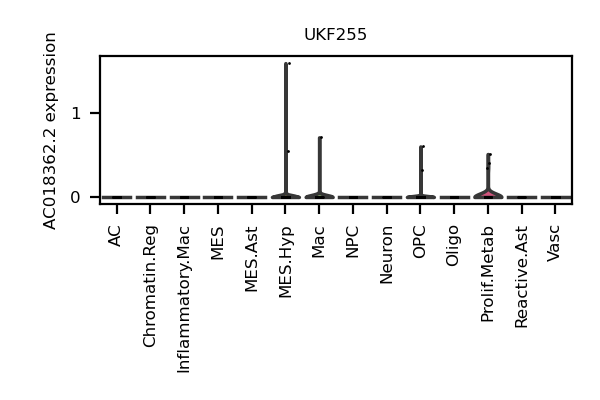 UKF255
AC018362.2 expression
1
0
AC
Chromatin.Reg
Inflammatory.Mac
MES
MES.Ast
MES.Hyp
Mac
NPC
Neuron
OPC
Oligo
Prolif.Metab
Reactive.Ast
Vasc